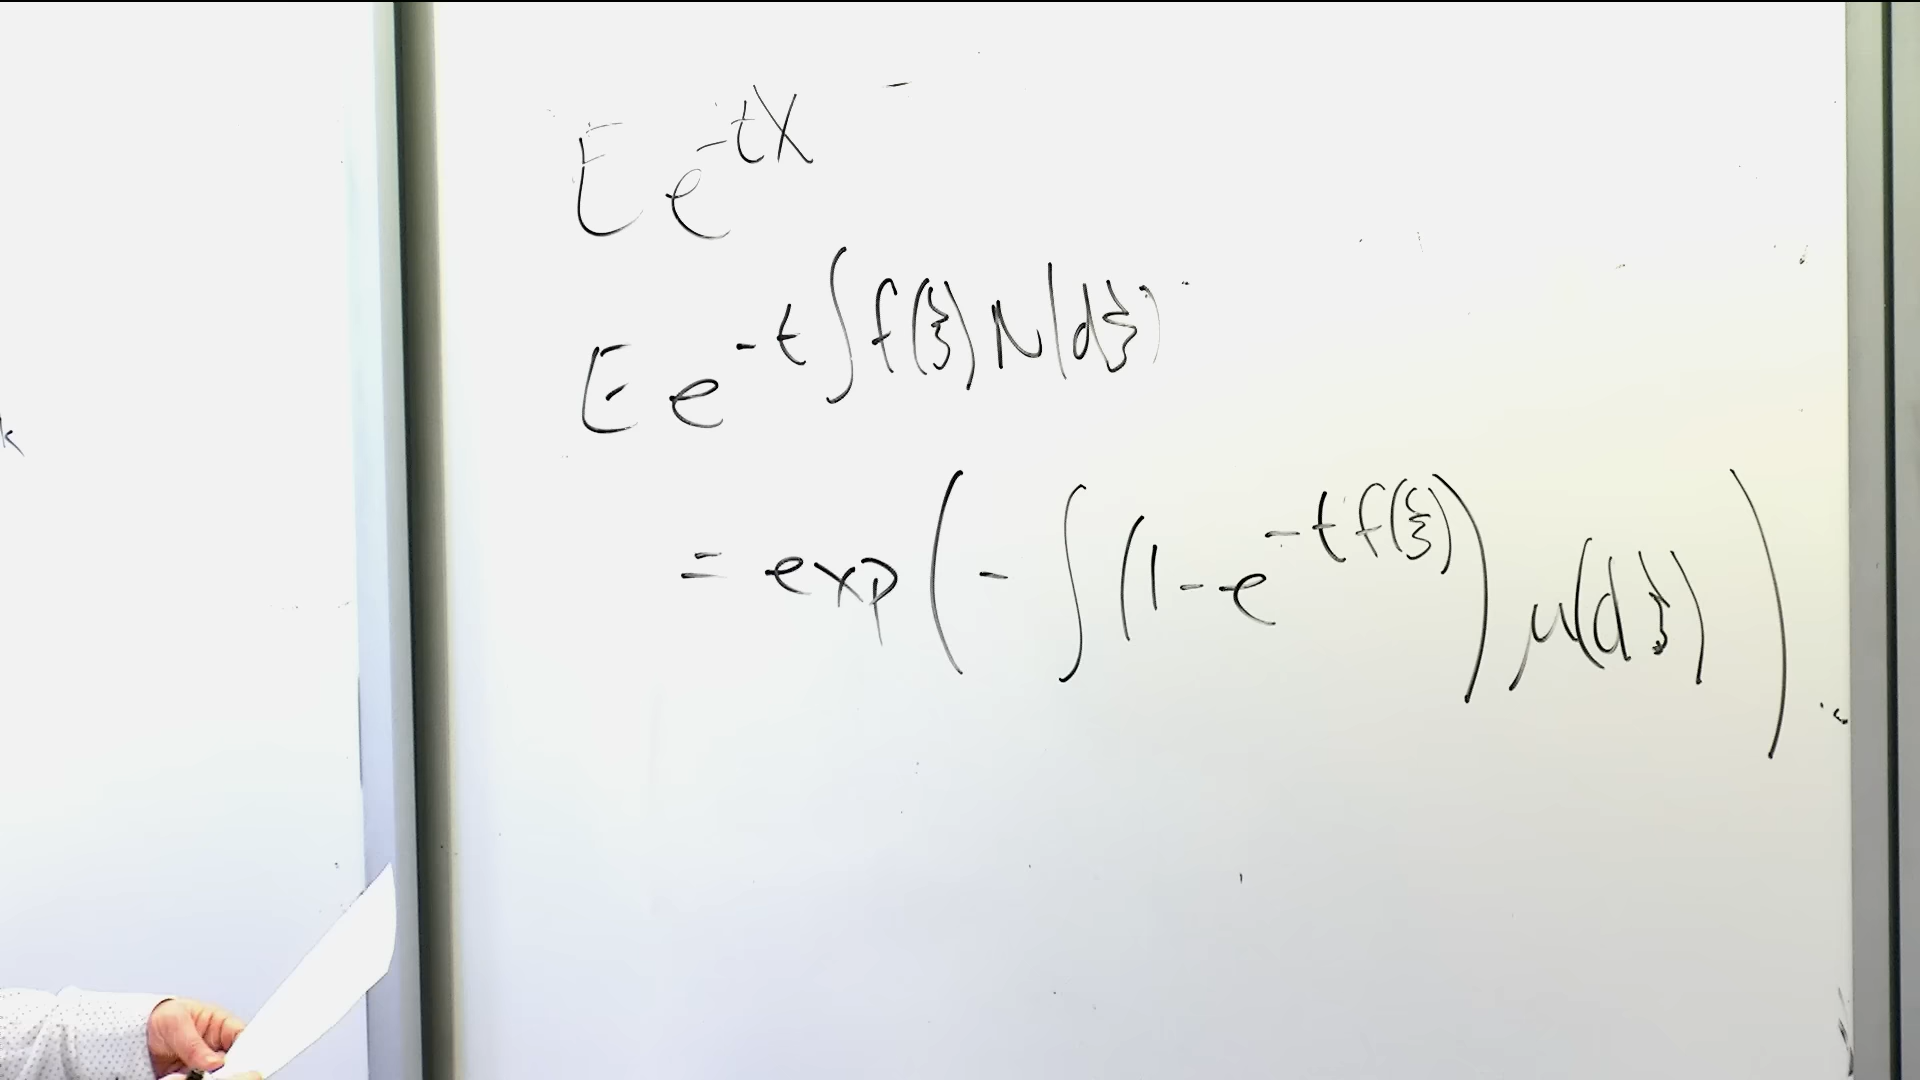 k
E e^{-tX}
E e^{-t∫f(ξ)N(dξ)}
= exp(-∫(1-e^{-tf(ξ)})μ(dξ))